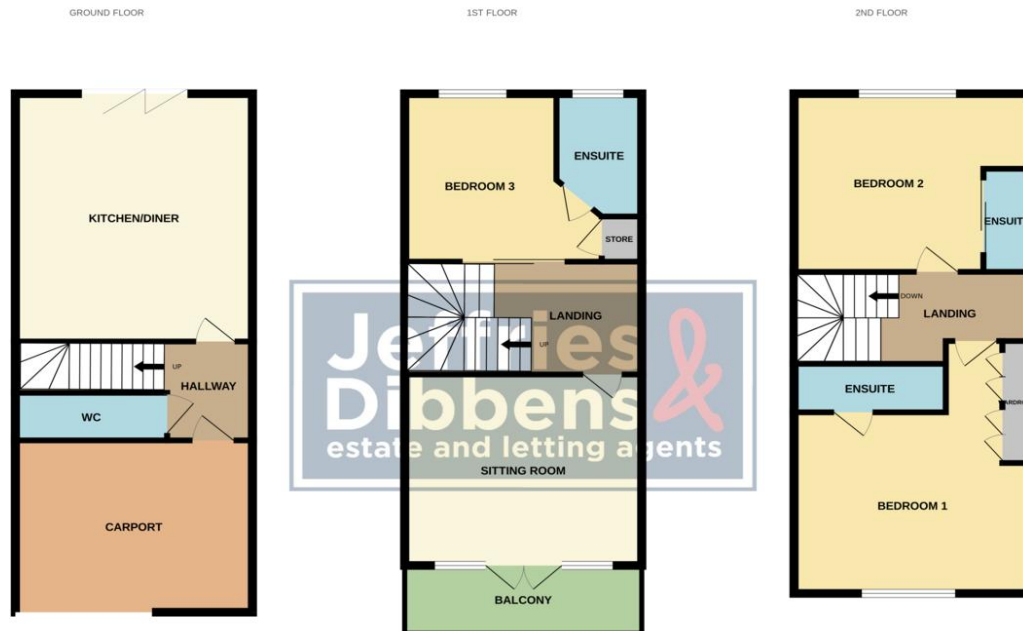 GROUND FLOOR
1ST FLOOR
2ND FLOOR
KITCHEN/DINER
UP
HALLWAY
WC
CARPORT
BEDROOM 3
ENSUITE
STORE
LANDING
UP
SITTING ROOM
BALCONY
BEDROOM 2
ENSUIT
DOWN
LANDING
ENSUITE
BEDROOM 1
Jeffries &
Dibbens
estate and letting agents